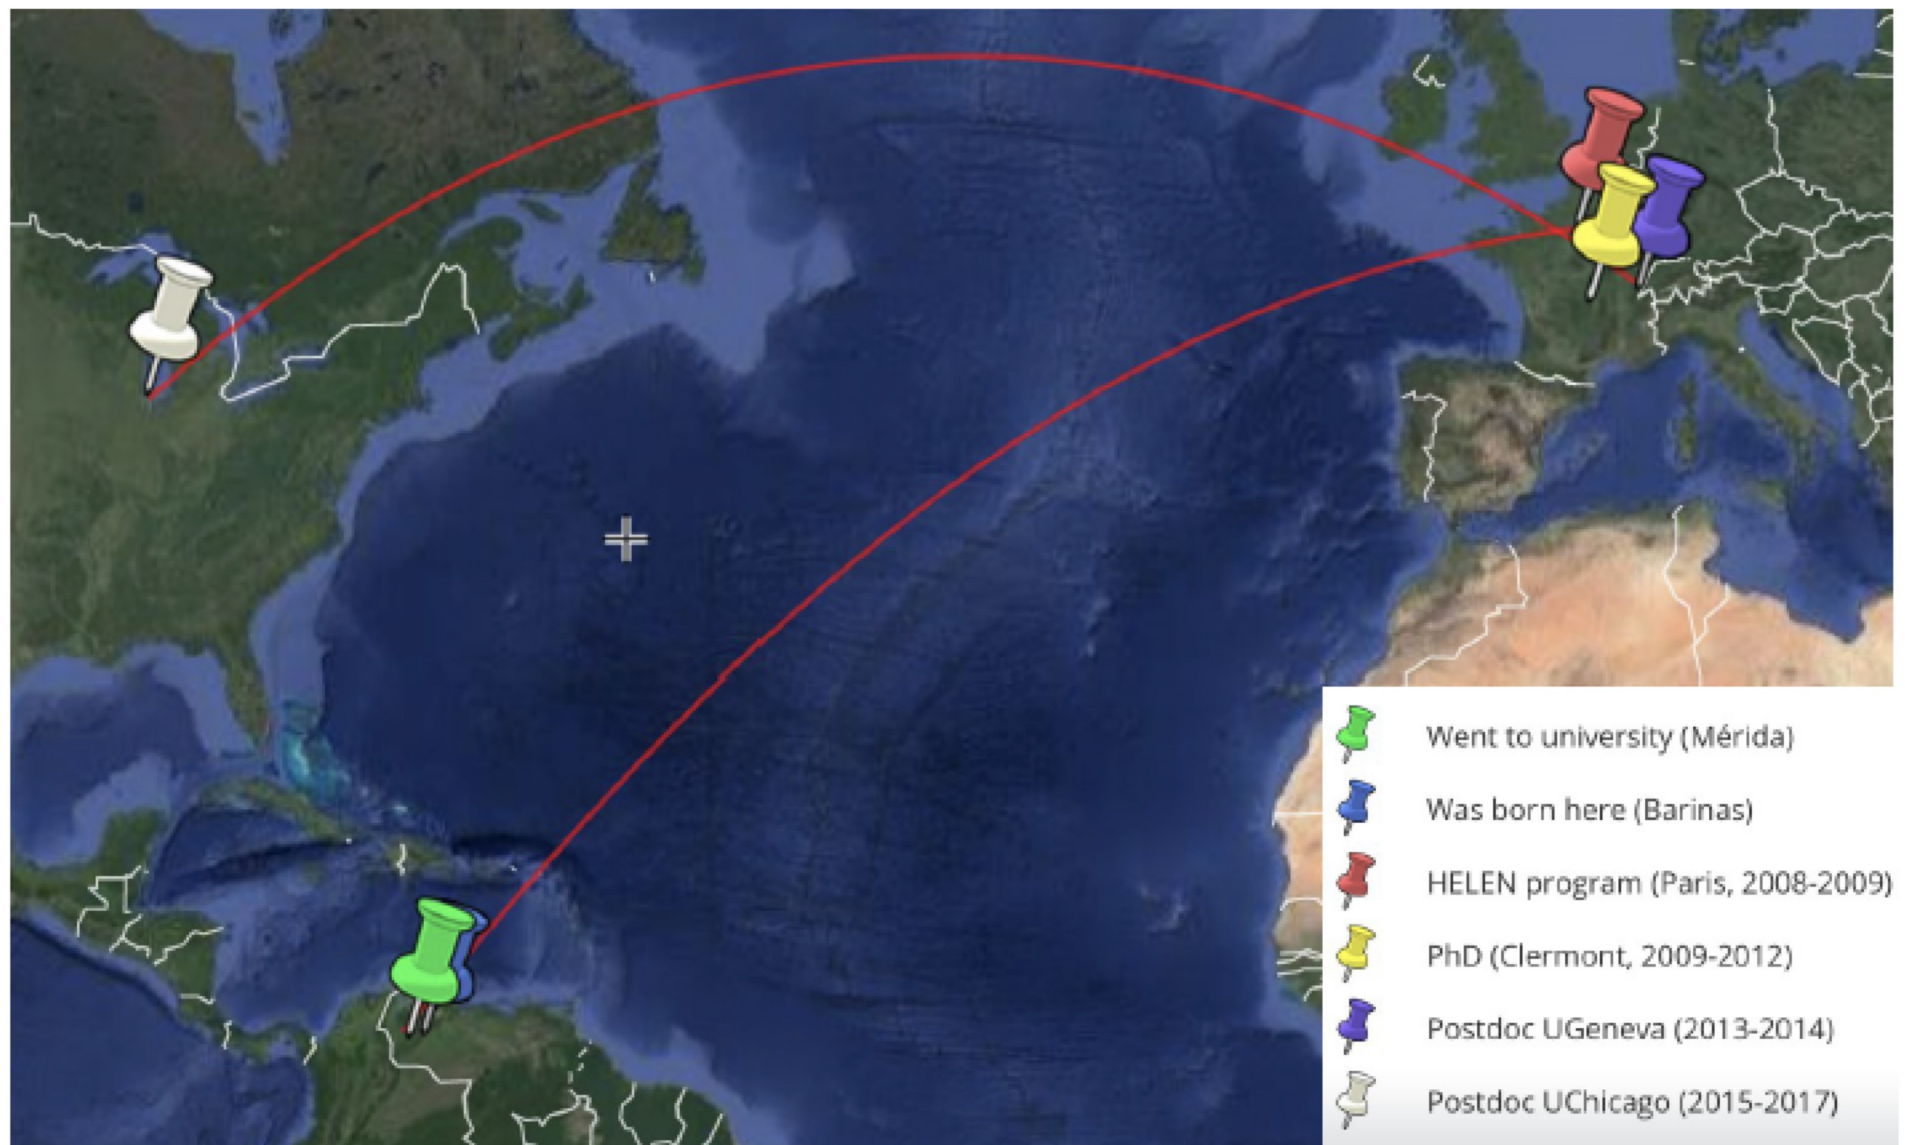 Went to university (Mérida)
Was born here (Barinas)
HELEN program (Paris, 2008-2009)
PhD (Clermont, 2009-2012)
Postdoc UGeneva (2013-2014)
Postdoc UChicago (2015-2017)